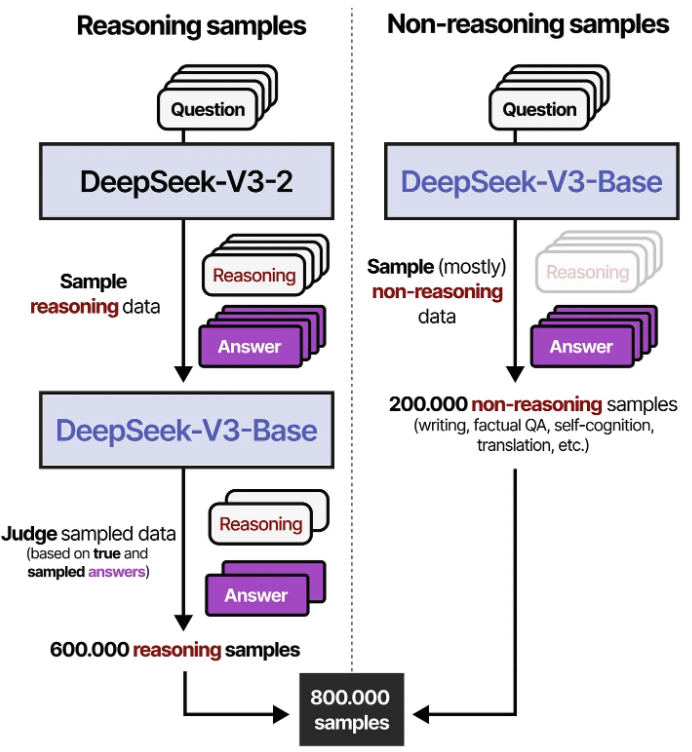 Reasoning samples
Question
DeepSeek-V3-2
Sample
reasoning data
Reasoning
Answer
DeepSeek-V3-Base
Judge sampled data
(based on true and
sampled answers)
Reasoning
Answer
600.000 reasoning samples
Non-reasoning samples
Question
DeepSeek-V3-Base
Sample (mostly)
non-reasoning
data
Reasoning
Answer
200.000 non-reasoning samples
(writing, factual QA, self-cognition,
translation, etc.)
800.000
samples